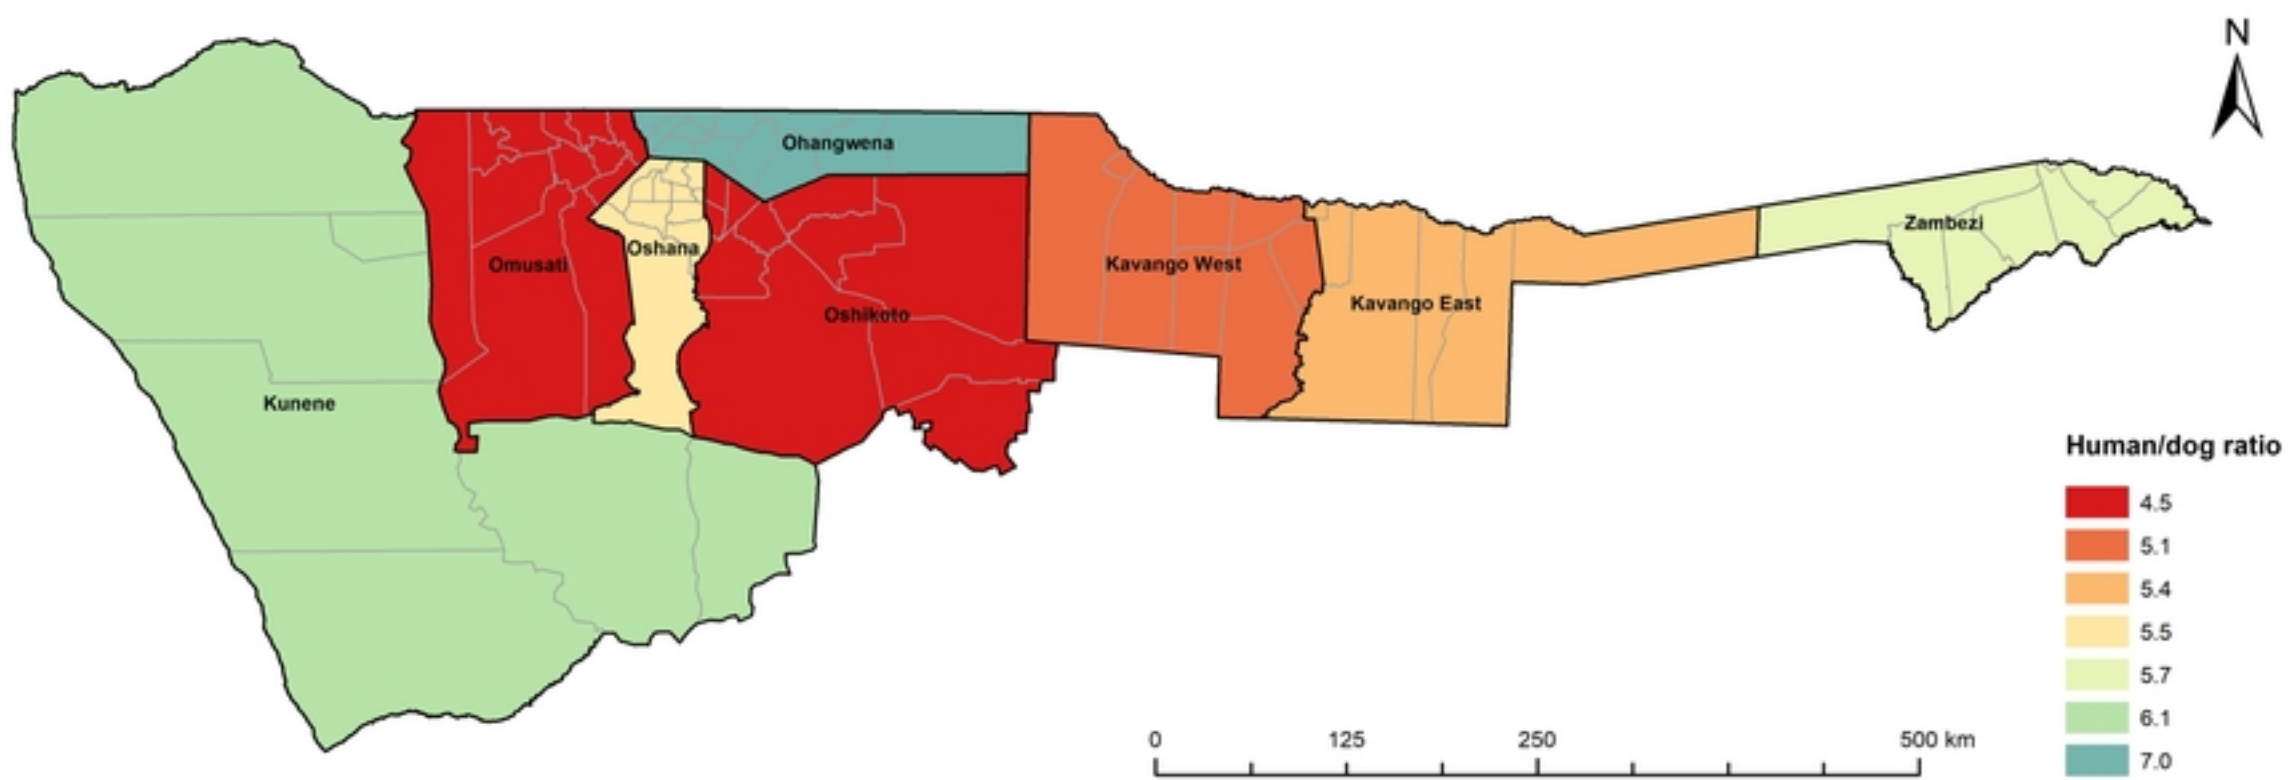 N
Ohangwena
Zambezi
Oshana
Omusati
Kavango West
Kavango East
Oshikoto
Kunene
Human/dog ratio
4.5
5.1
5.4
5.5
5.7
6.1
7.0
0 125 250 500 km